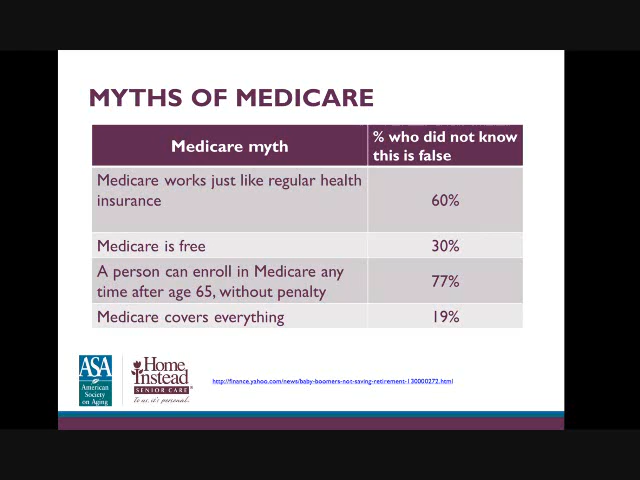 MYTHS OF MEDICARE
Medicare myth
% who did not know
this is false
Medicare works just like regular health
insurance
60%
Medicare is free
30%
A person can enroll in Medicare any
time after age 65, without penalty
77%
Medicare covers everything
19%
ASA
American
Society
on Aging
Home
Instead
SENIOR CARE
To us, it's personal.
http://finance.yahoo.com/news/baby-boomers-not-saving-retirement-130000272.html